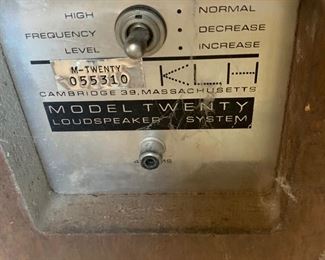 HIGH : NORMAL
FREQUENCY : DECREASE
LEVEL : INCREASE
M-TWENTY
055310
KLH
CAMBRIDGE 39, MASSACHUSETTS
MODEL TWENTY
LOUDSPEAKER SYSTEM